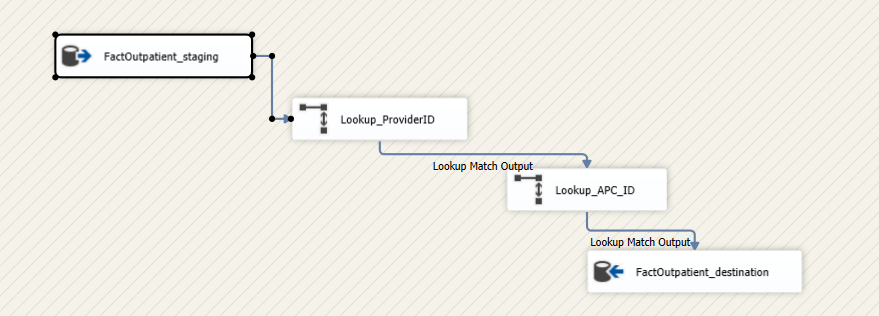 FactOutpatient_staging
Lookup_ProviderID
Lookup Match Output
Lookup_APC_ID
Lookup Match Output
FactOutpatient_destination